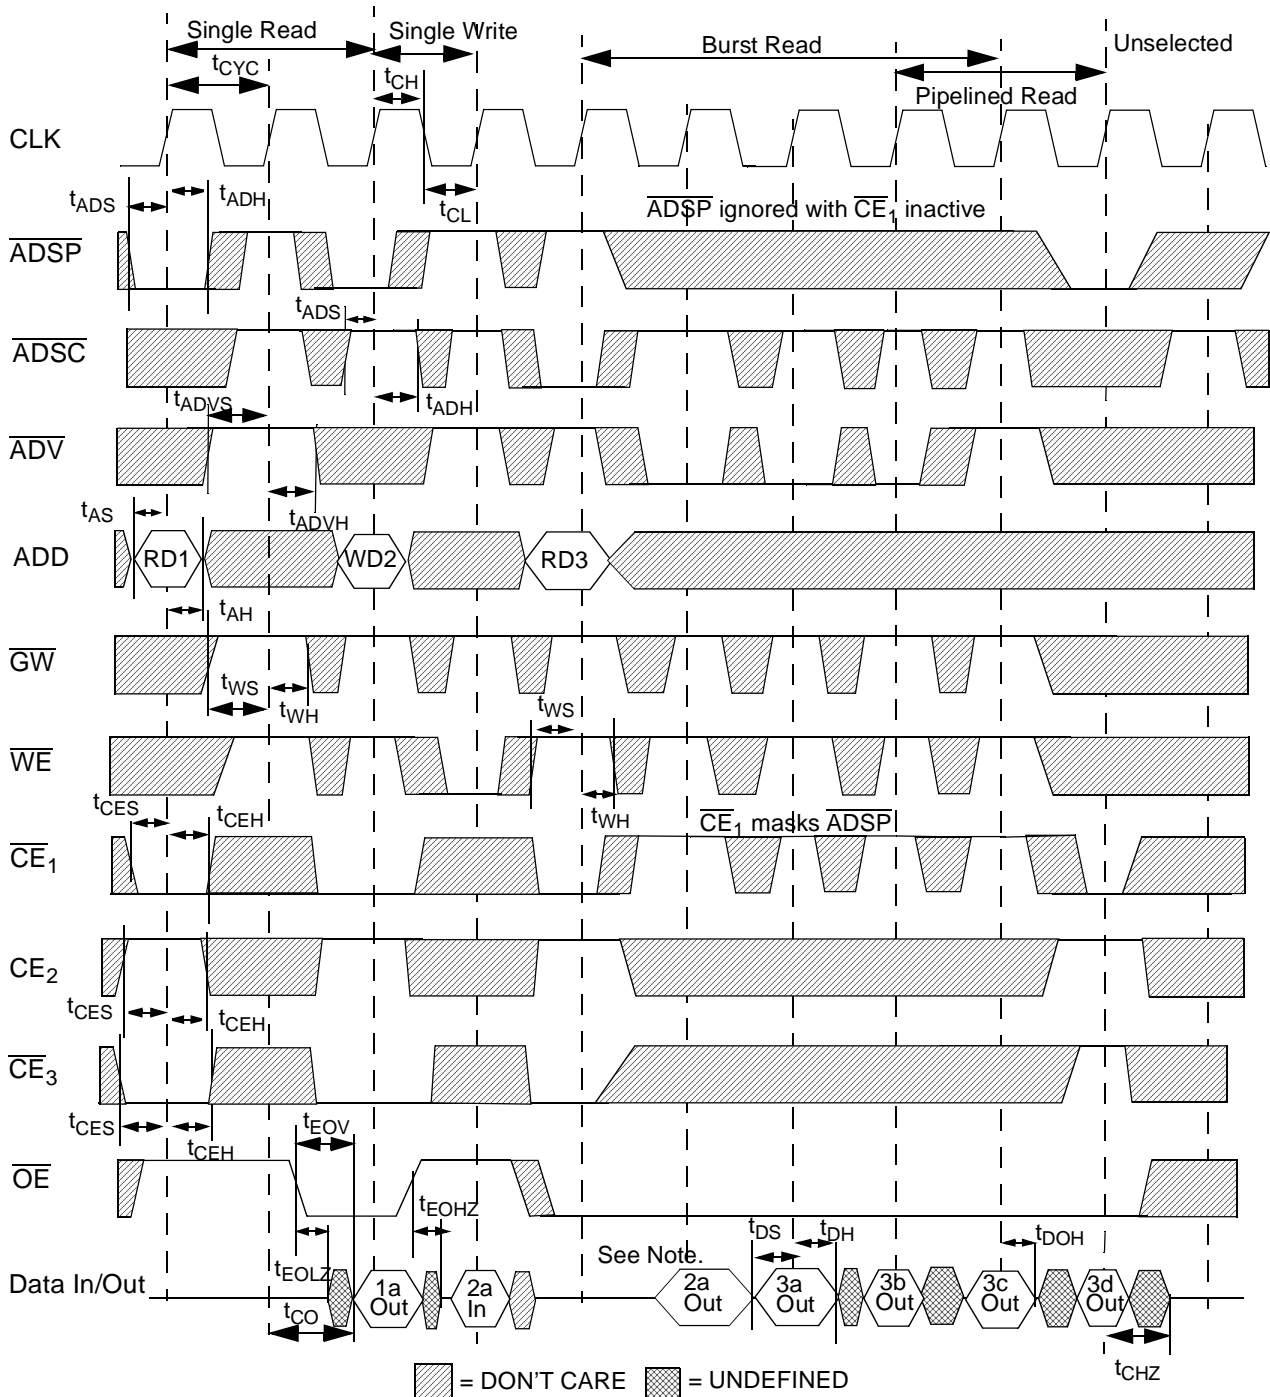 Single Read
Single Write
Burst Read
Unselected
tCYC
tCH
Pipelined Read
CLK
tADS
tADH
tCL
ADSP ignored with CE1 inactive
ADSP
tADS
ADSC
tADVS
tADH
ADV
tAS
tADVH
ADD
RD1
WD2
RD3
tAH
GW
tWS
tWH
tWS
WE
tCES
tCEH
tWH
CE1 masks ADSP
CE1
CE2
tCES
tCEH
CE3
tCES
tCEH
tEOV
OE
tEOHZ
tDS
tDH
tDOH
See Note.
tEOLZ
Data In/Out
1a Out
2a In
2a Out
3a Out
3b Out
3c Out
3d Out
tCO
tCHZ
= DON'T CARE
= UNDEFINED